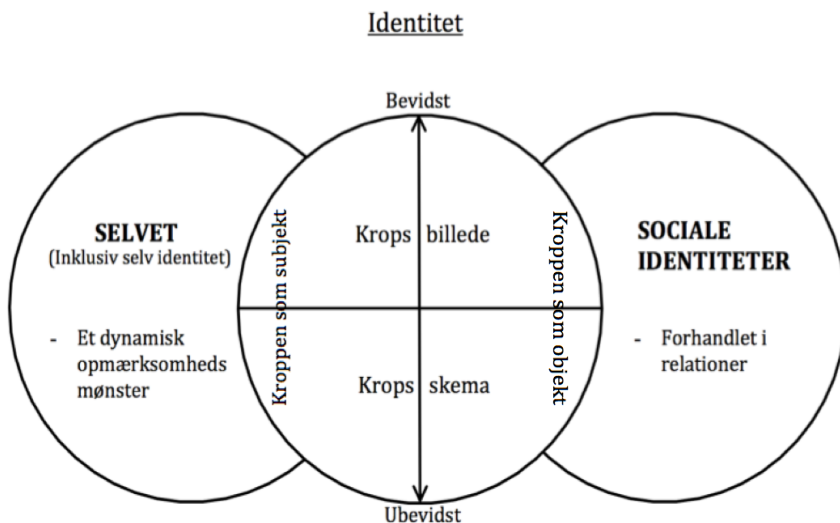 Identitet
Bevidst
SELVET
(Inklusiv selv identitet)
- Et dynamisk
opmærksomheds
mønster
Kroppen som subjekt
Krops billede
Krops skema
Kroppen som objekt
SOCIALE
IDENTITETER
- Forhandlet i
relationer
Ubevidst